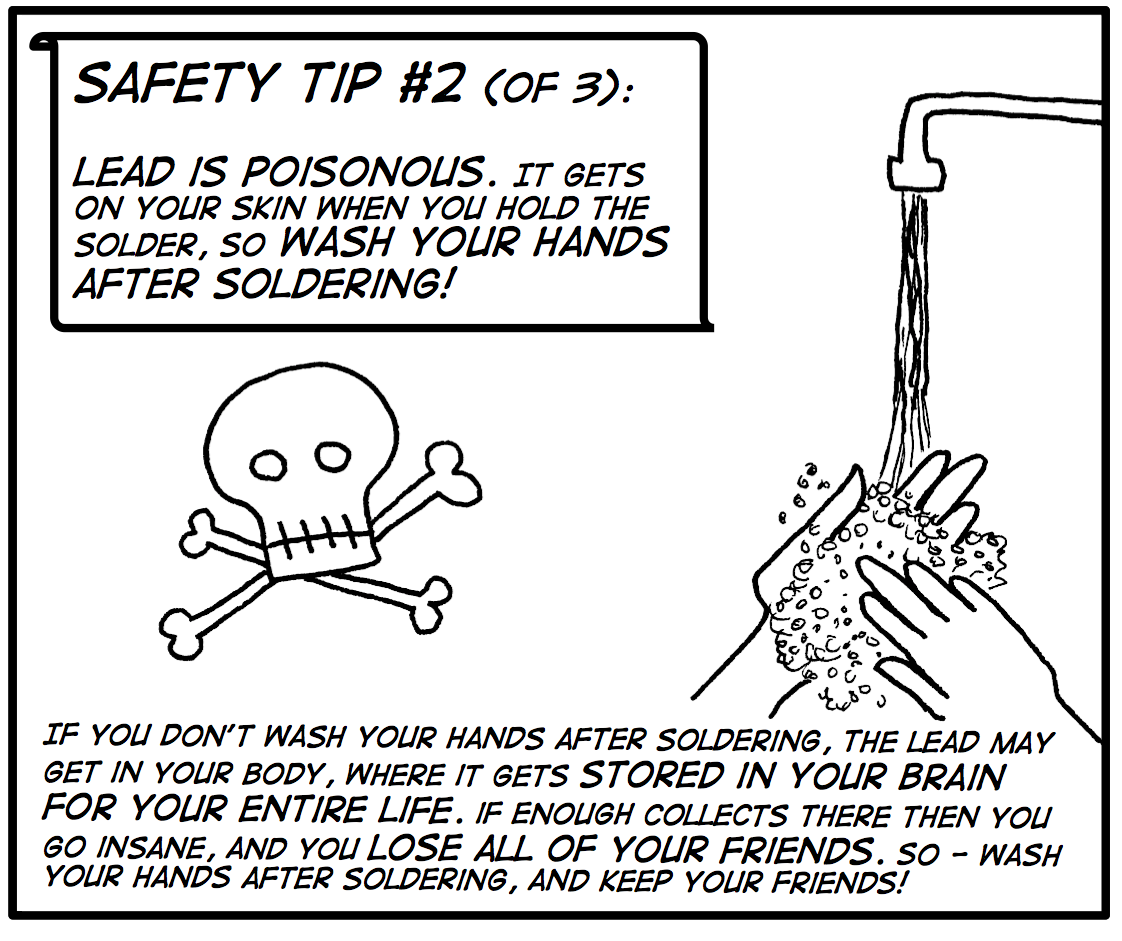 SAFETY TIP #2 (OF 3):
LEAD IS POISONOUS. IT GETS
ON YOUR SKIN WHEN YOU HOLD THE
SOLDER, SO WASH YOUR HANDS
AFTER SOLDERING!
IF YOU DON'T WASH YOUR HANDS AFTER SOLDERING, THE LEAD MAY
GET IN YOUR BODY, WHERE IT GETS STORED IN YOUR BRAIN
FOR YOUR ENTIRE LIFE. IF ENOUGH COLLECTS THERE THEN YOU
GO INSANE, AND YOU LOSE ALL OF YOUR FRIENDS. SO - WASH
YOUR HANDS AFTER SOLDERING, AND KEEP YOUR FRIENDS!